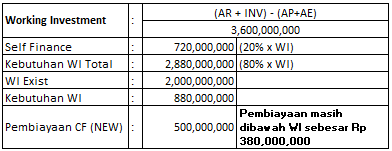 Working Investment : (AR + INV) - (AP+AE)
3,600,000,000
Self Finance : 720,000,000 (20% x WI)
Kebutuhan WI Total : 2,880,000,000 (80% x WI)
WI Exist : 2,000,000,000
Kebutuhan WI : 880,000,000
Pembiayaan CF (NEW) : 500,000,000 Pembiayaan masih
dibawah WI sebesar Rp
380,000,000